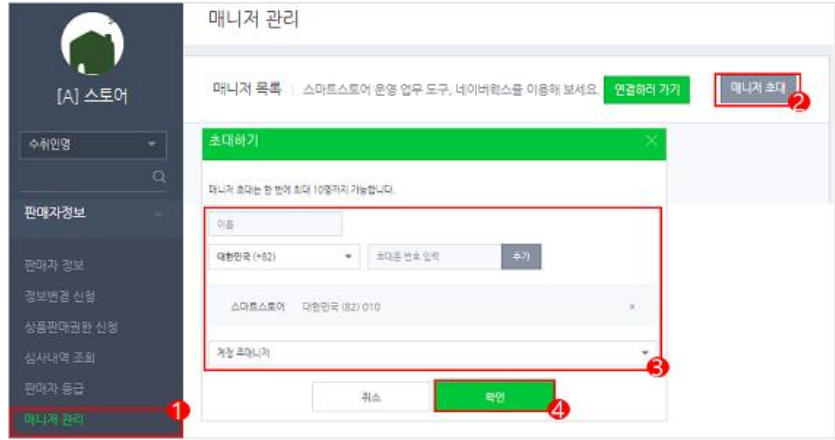 매니저 관리
[A] 스토어
매니저 목록 | 스마트스토어 운영 업무 도구, 네이버웍스를 이용해 보세요. 연결하러 가기 매니저 초대
2
수취인명
초대하기
매니저 초대는 한 번에 최대 10명까지 가능합니다.
판매자정보
이름
대한민국 (+82) 휴대폰 번호 입력 추가
판매자 정보
정보변경 신청
스마트스토어 대한민국 (82) 010 ×
상품판매권한 신청
심사내역 조회
계정 주매니저
3
판매자 등급
취소 확인
4
매니저 관리
1